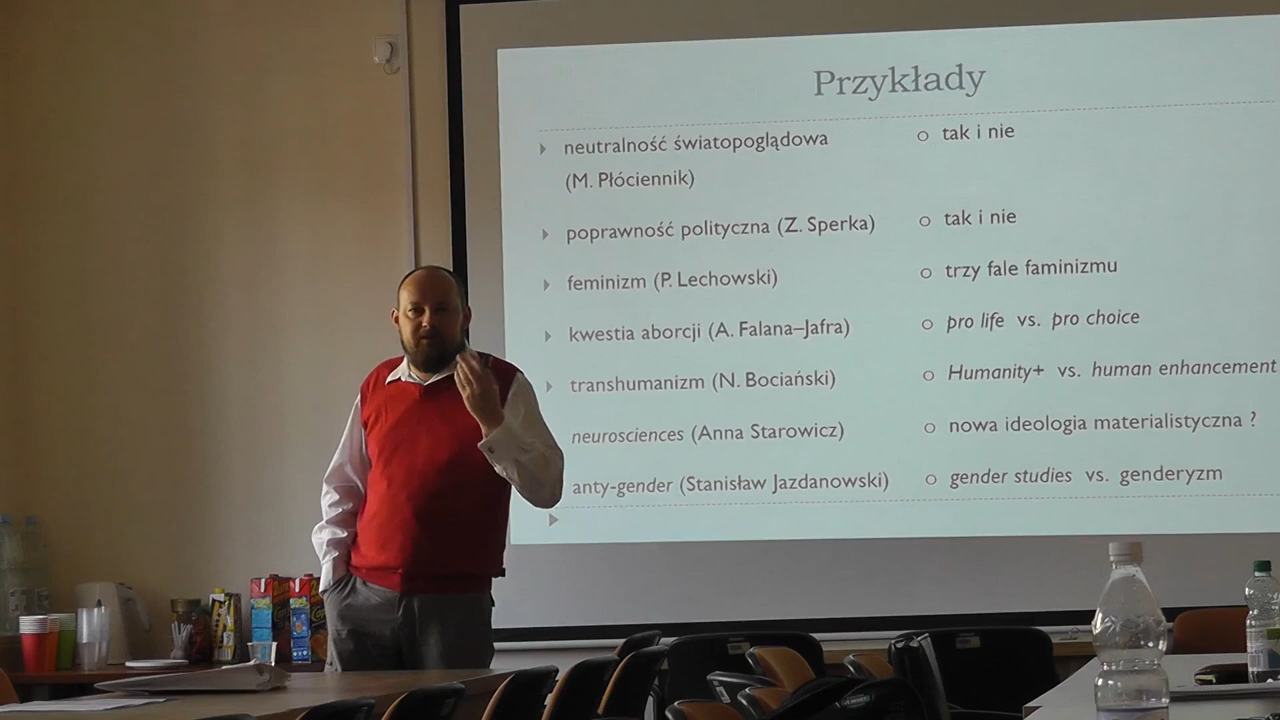 Przykłady
neutralność światopoglądowa
(M. Płóciennik)
tak i nie
poprawność polityczna (Z. Sperka)
tak i nie
feminizm (P. Lechowski)
trzy fale faminizmu
kwestia aborcji (A. Falana–Jafra)
pro life vs. pro choice
transhumanizm (N. Bociański)
Humanity+ vs. human enhancement
neurosciences (Anna Starowicz)
nowa ideologia materialistyczna ?
anty-gender (Stanisław Jazdanowski)
gender studies vs. genderyzm